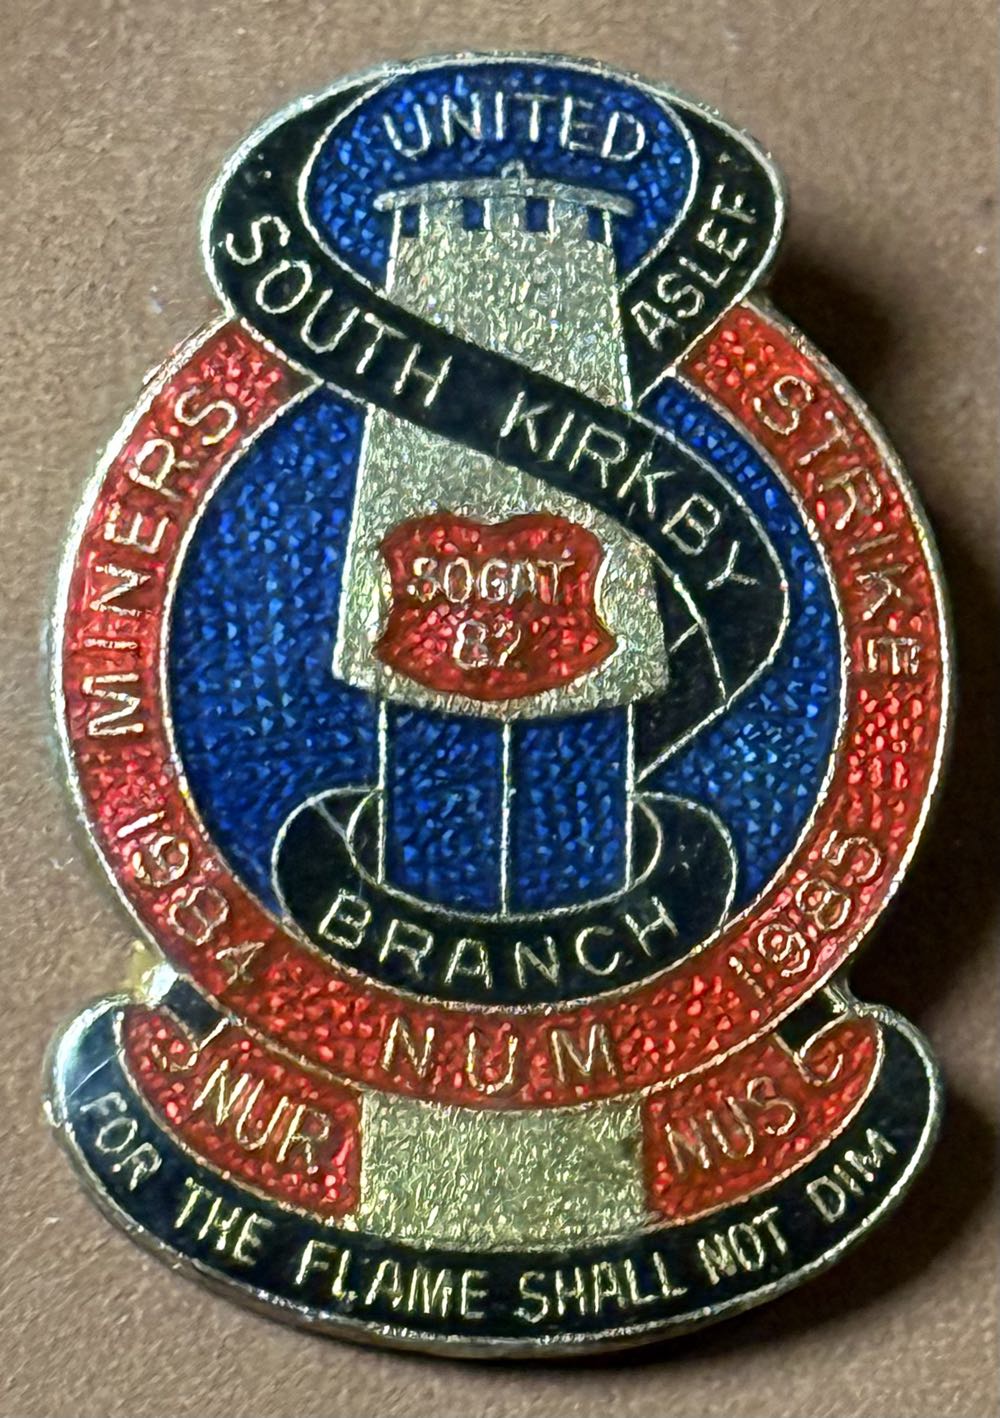 UNITED
ASLEF
SOUTH KIRKBY
MINERS
STRIKE
SOGAT
82
1984
1985
BRANCH
NUM
NUR
NUS
FOR THE FLAME SHALL NOT DIM